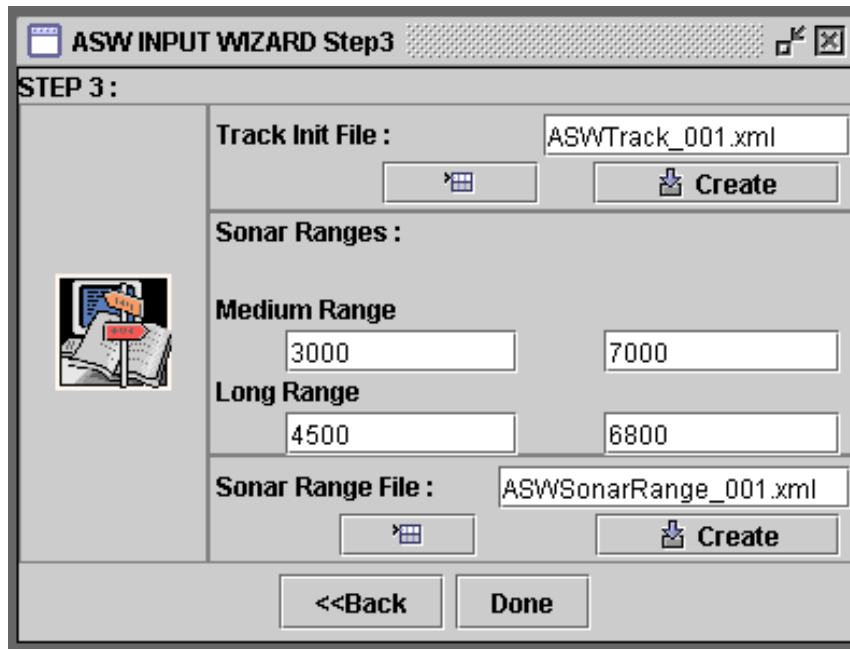 ASW INPUT WIZARD Step3
STEP 3 :
Track Init File : ASWTrack_001.xml
Create
Sonar Ranges :
Medium Range
3000 7000
Long Range
4500 6800
Sonar Range File : ASWSonarRange_001.xml
Create
<<Back Done